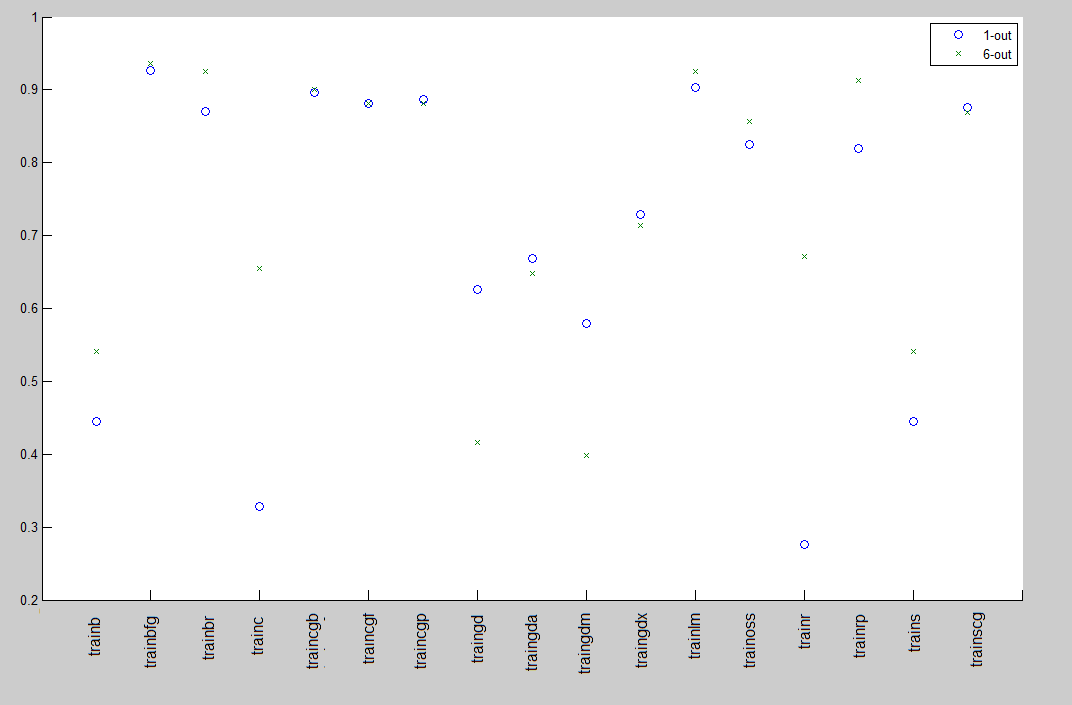 1
0.9
0.8
0.7
0.6
0.5
0.4
0.3
0.2
1-out
6-out
trainb
trainbfg
trainbr
trainc
traincgb
traincgf
traincgp
traingd
traingda
traingdm
traingdx
trainlm
trainoss
trainr
trainrp
trains
trainscg